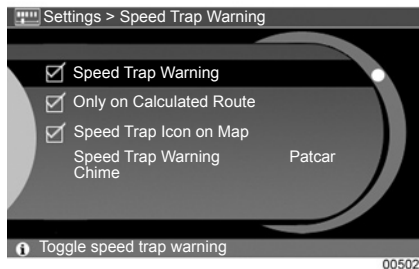 Settings > Speed Trap Warning
Speed Trap Warning
Only on Calculated Route
Speed Trap Icon on Map
Speed Trap Warning Patcar
Chime
Toggle speed trap warning
00502